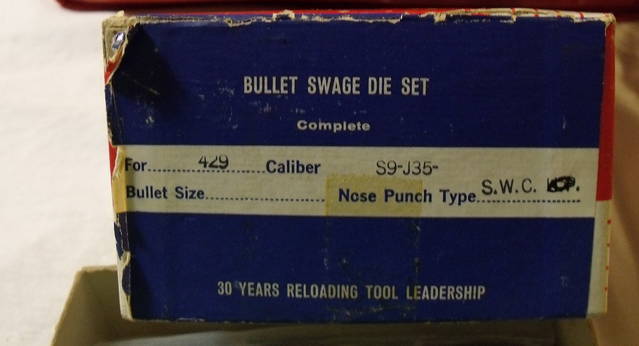 BULLET SWAGE DIE SET
Complete
For 429 Caliber S9-J35-
Bullet Size Nose Punch Type S.W.C.
30 YEARS RELOADING TOOL LEADERSHIP